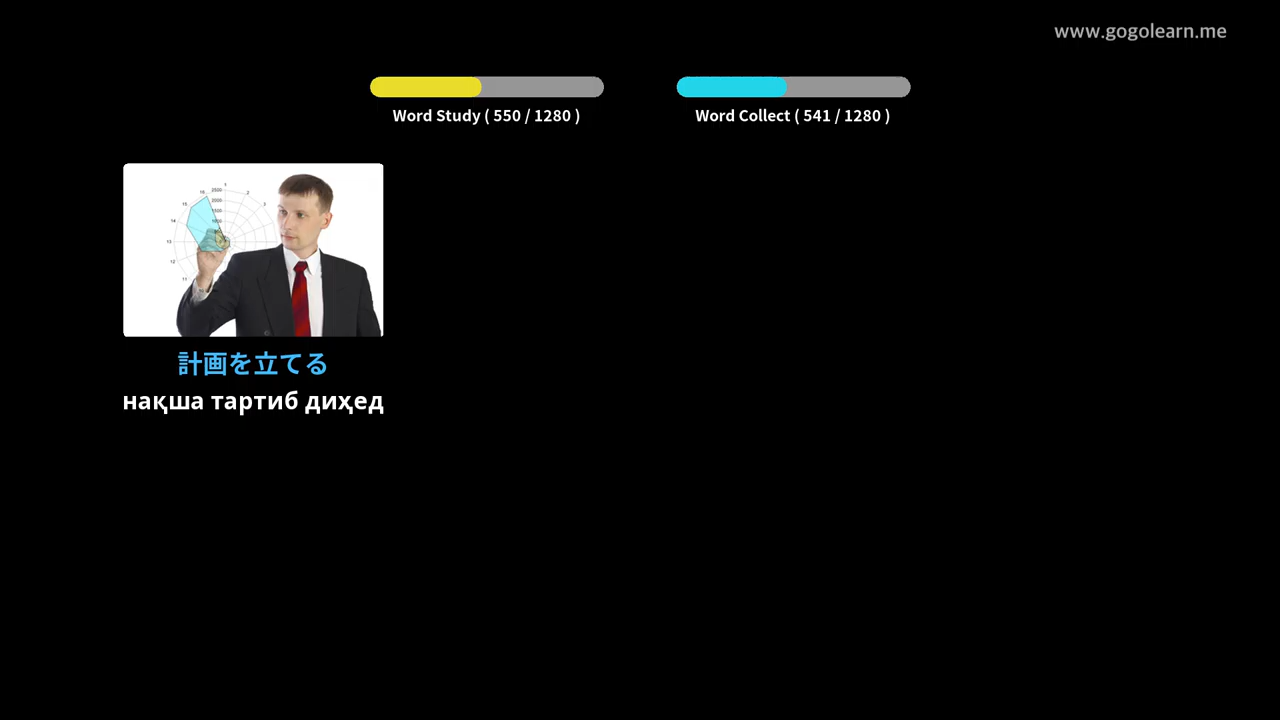 www.gogolearn.me
Word Study ( 550 / 1280 )
Word Collect ( 541 / 1280 )
計画を立てる
нақша тартиб диҳед